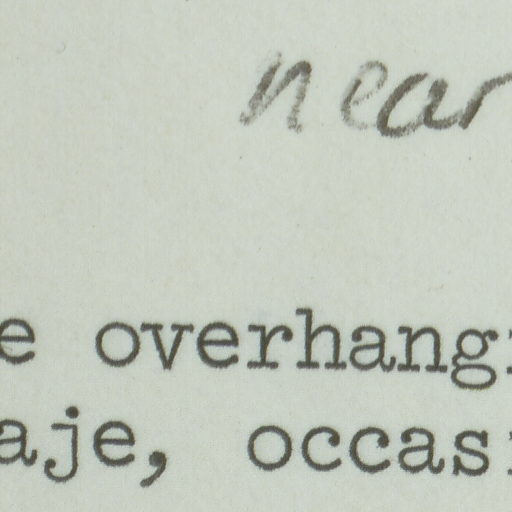 near
e overhang
aje, occas